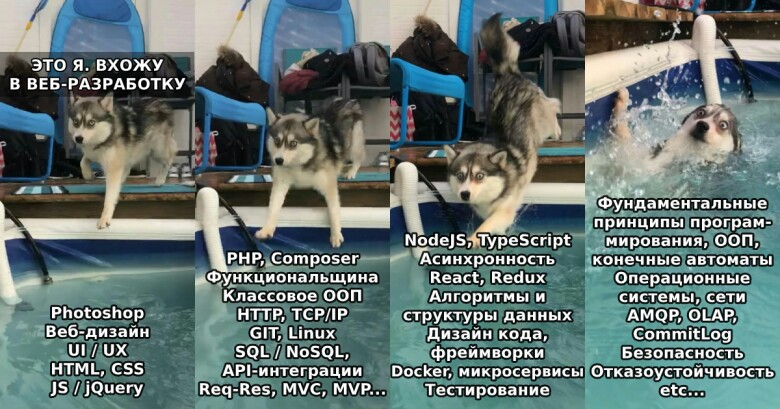 ЭТО Я. ВХОЖУ
В ВЕБ-РАЗРАБОТКУ
Photoshop
Веб-дизайн
UI / UX
HTML, CSS
JS / jQuery
PHP, Composer
Функциональщина
Классовое ООП
HTTP, TCP/IP
GIT, Linux
SQL / NoSQL,
API-интеграции
Req-Res, MVC, MVP...
NodeJS, TypeScript
Асинхронность
React, Redux
Алгоритмы и
структуры данных
Дизайн кода,
фреймворки
Docker, микросервисы
Тестирование
Фундаментальные
принципы програм-
мирования, ООП,
конечные автоматы
Операционные
системы, сети
AMQP, OLAP,
CommitLog
Безопасность
Отказоустойчивость
etc...